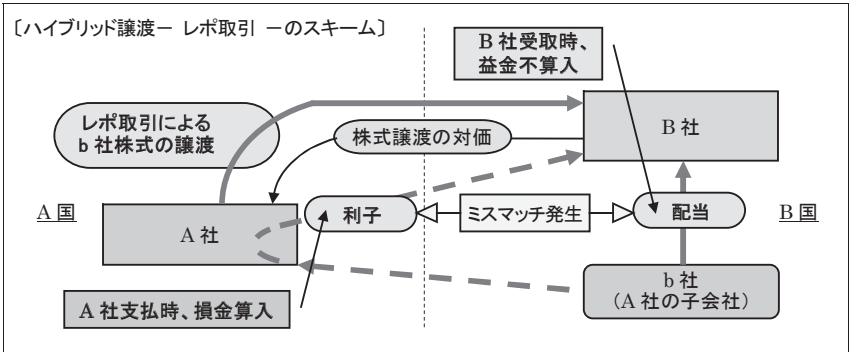 〔ハイブリッド譲渡－ レポ取引 －のスキーム〕
B 社受取時、
益金不算入
レポ取引による
b 社株式の譲渡
株式譲渡の対価
B 社
A 国
A 社
利子
ミスマッチ発生
配当
B 国
A 社支払時、損金算入
b 社
（A 社の子会社）